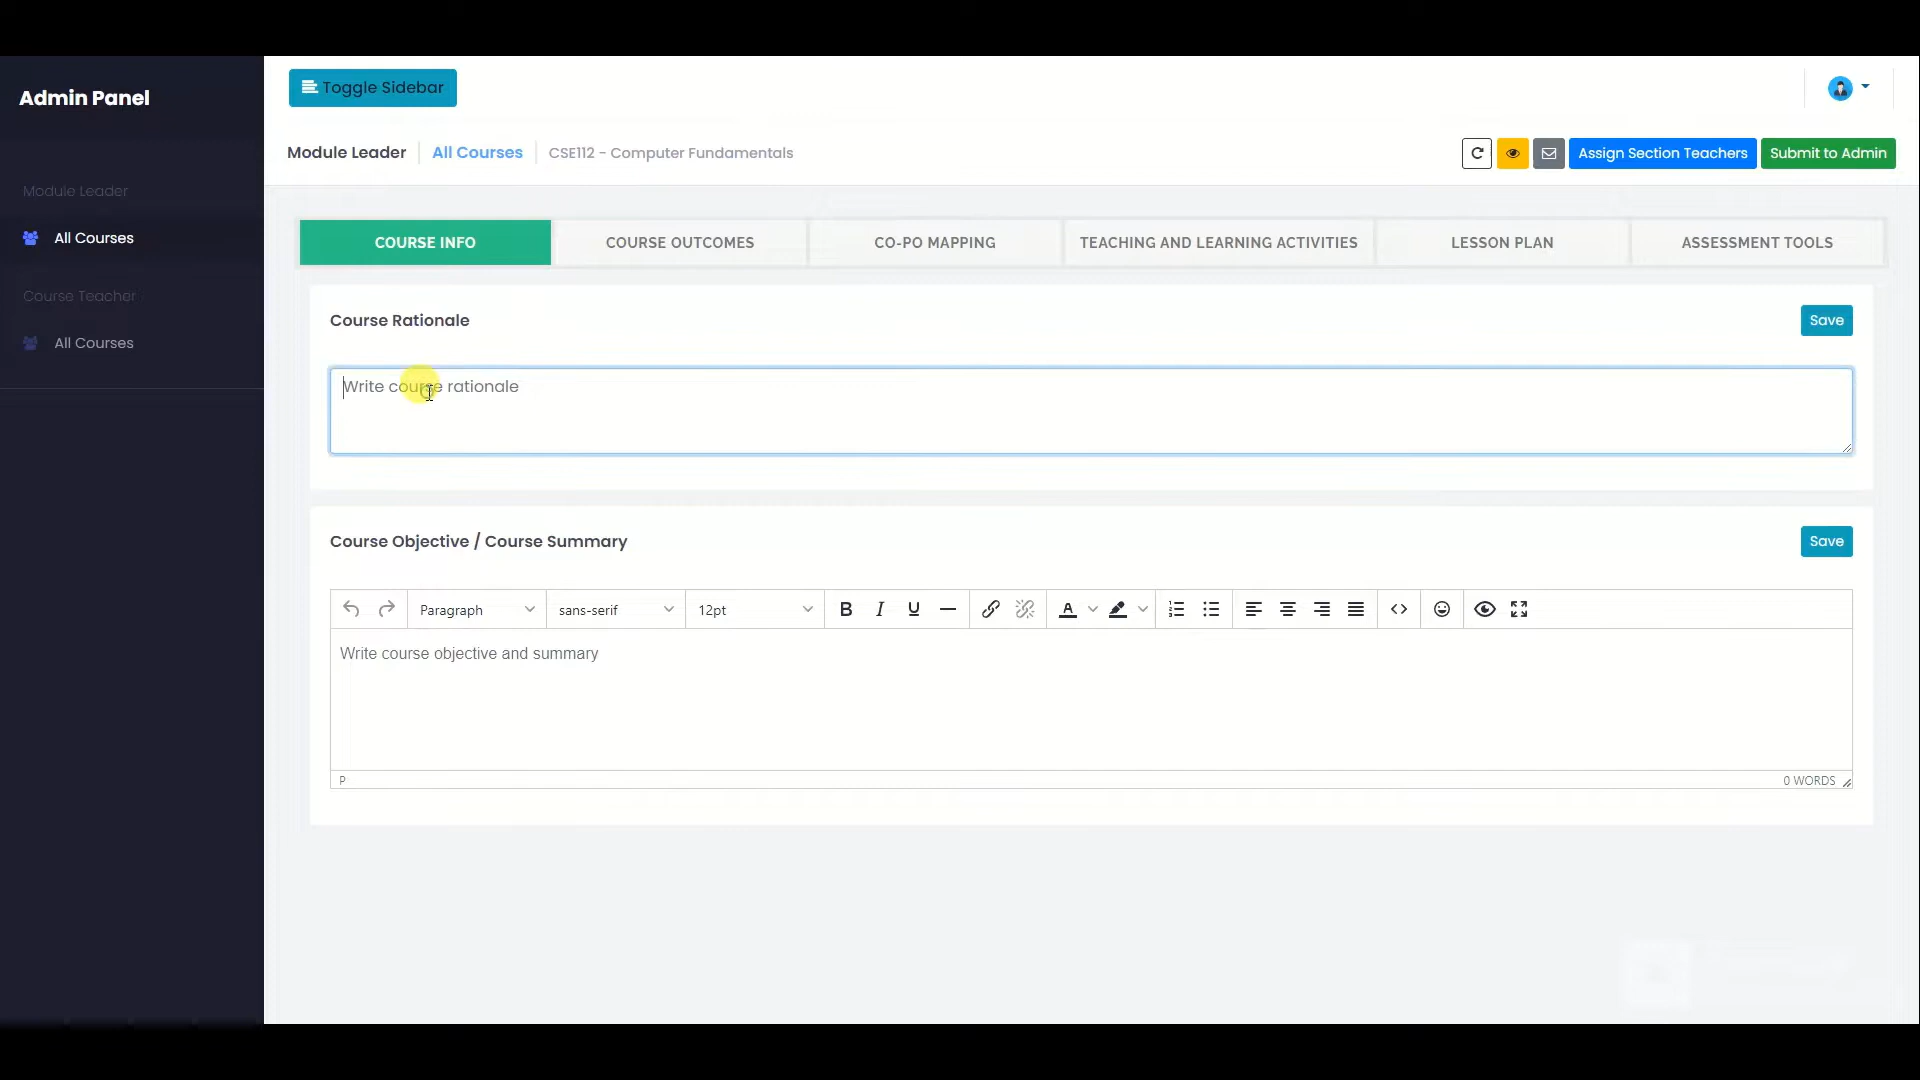 Admin Panel
Toggle Sidebar
Module Leader
All Courses
CSE112 - Computer Fundamentals
Assign Section Teachers
Submit to Admin
Module Leader
All Courses
Course Teacher
All Courses
COURSE INFO
COURSE OUTCOMES
CO-PO MAPPING
TEACHING AND LEARNING ACTIVITIES
LESSON PLAN
ASSESSMENT TOOLS
Course Rationale
Save
Write course rationale
Course Objective / Course Summary
Save
Paragraph
sans-serif
12pt
B I U A
Write course objective and summary
P
0 WORDS